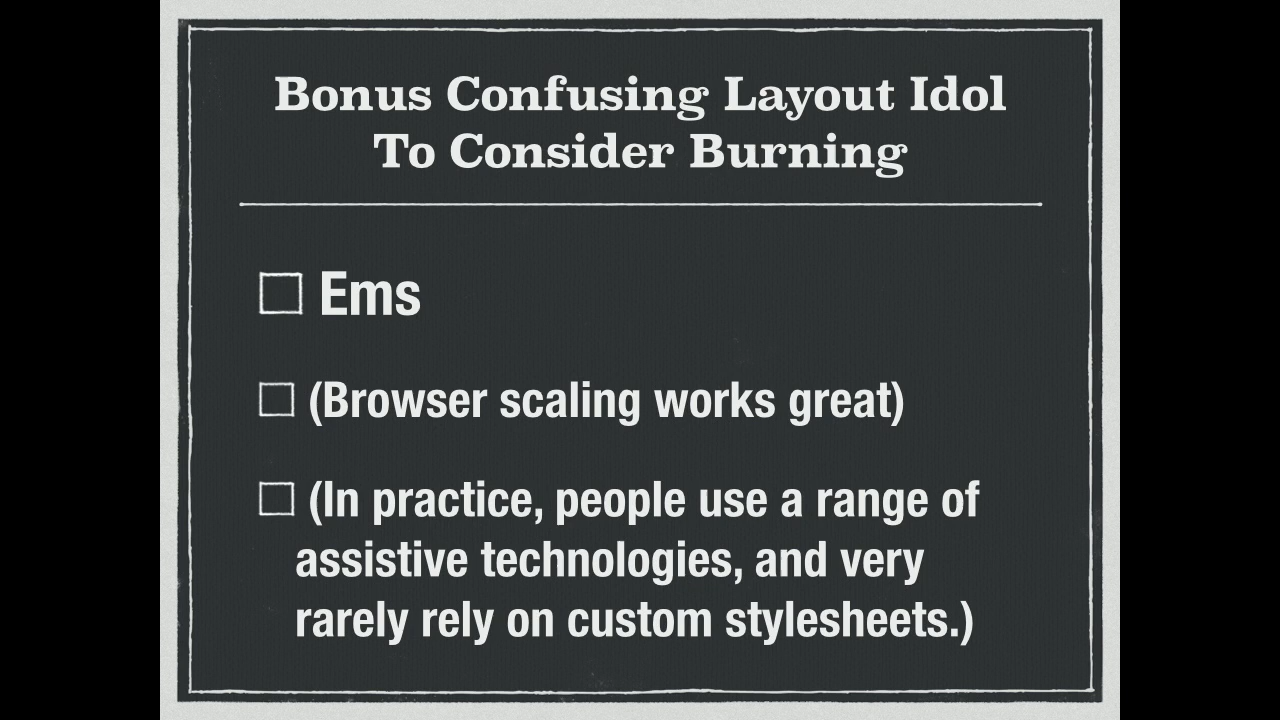 Bonus Confusing Layout Idol
To Consider Burning
Ems
(Browser scaling works great)
(In practice, people use a range of
assistive technologies, and very
rarely rely on custom stylesheets.)